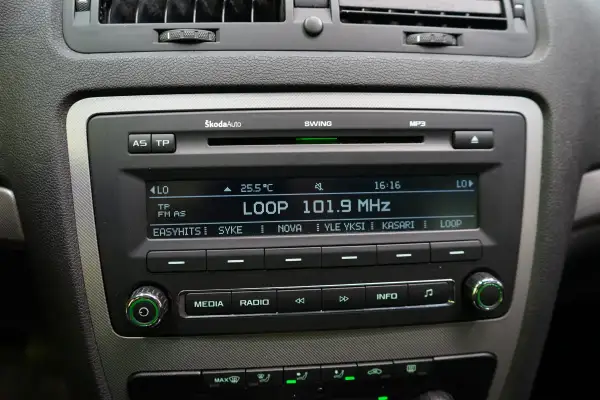 ŠkodaAuto SWING MP3
AS TP
LO 25.5°C 16:16 LO
TP
FM AS
LOOP 101.9 MHz
EASYHITS SYKE NOVA YLE YKSI KASARI LOOP
MEDIA RADIO INFO
MAX